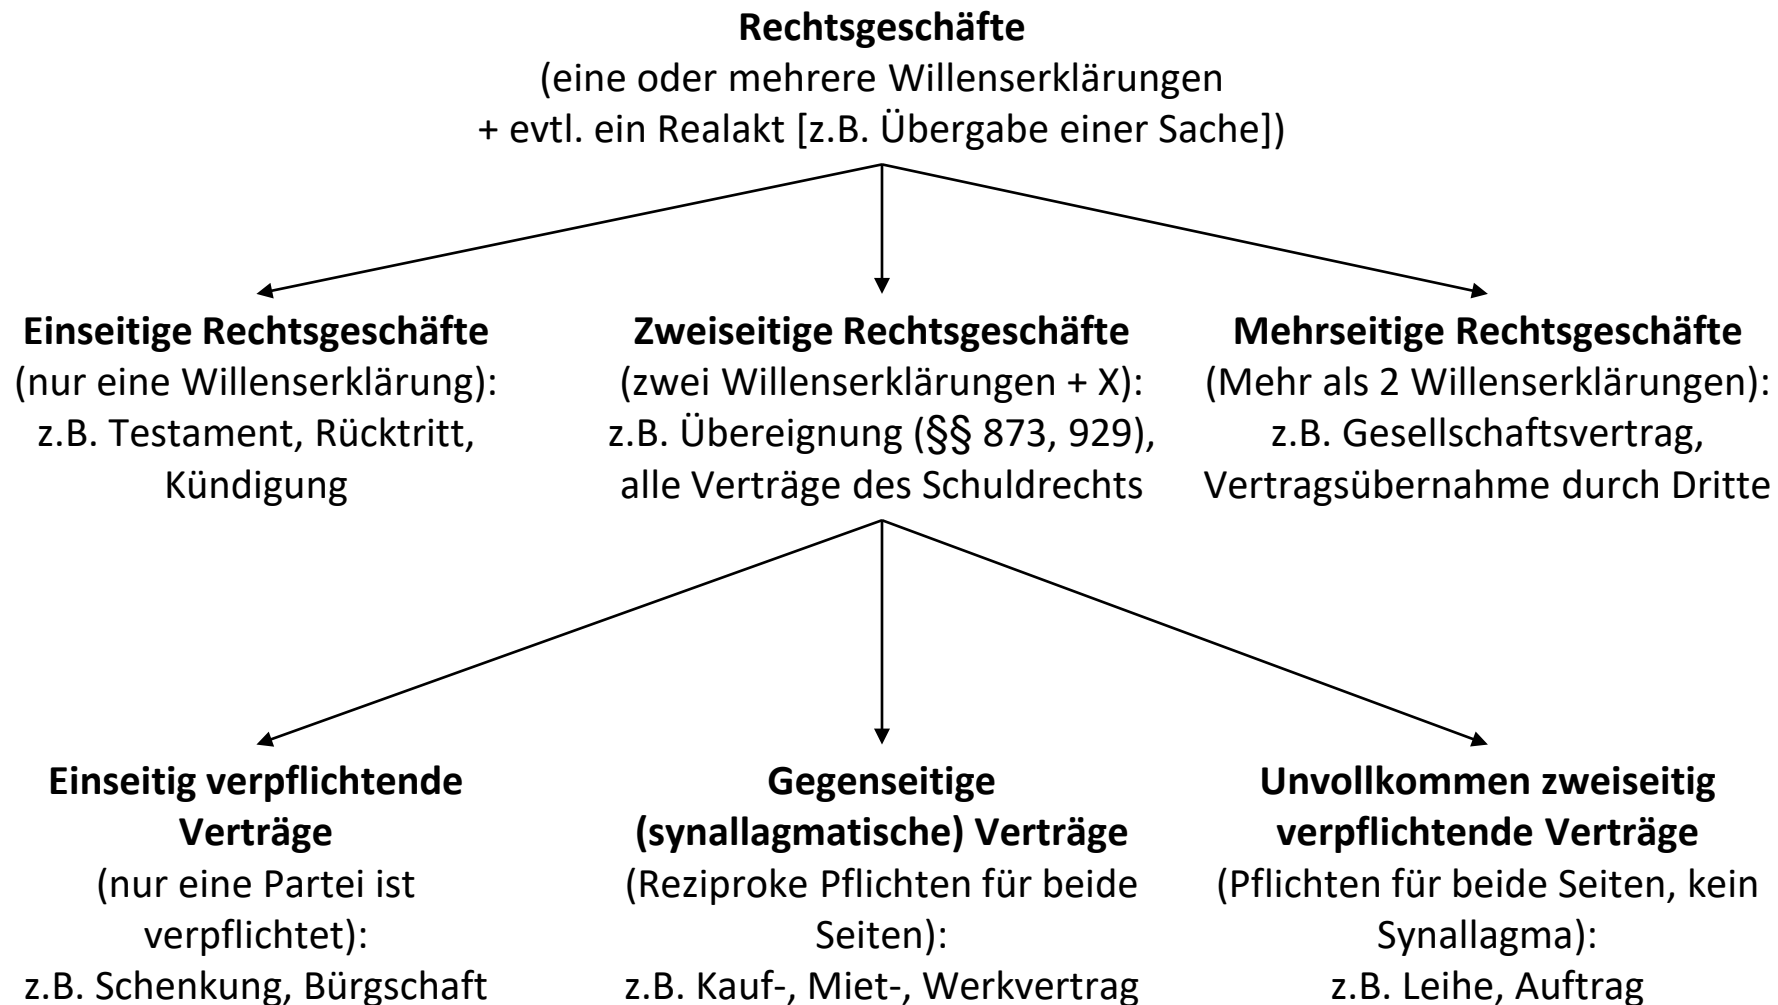 Rechtsgeschäfte
(eine oder mehrere Willenserklärungen
+ evtl. ein Realakt [z.B. Übergabe einer Sache])
Einseitige Rechtsgeschäfte
(nur eine Willenserklärung):
z.B. Testament, Rücktritt,
Kündigung
Zweiseitige Rechtsgeschäfte
(zwei Willenserklärungen + X):
z.B. Übereignung (§§ 873, 929),
alle Verträge des Schuldrechts
Mehrseitige Rechtsgeschäfte
(Mehr als 2 Willenserklärungen):
z.B. Gesellschaftsvertrag,
Vertragsübernahme durch Dritte
Einseitig verpflichtende
Verträge
(nur eine Partei ist
verpflichtet):
z.B. Schenkung, Bürgschaft
Gegenseitige
(synallagmatische) Verträge
(Reziproke Pflichten für beide
Seiten):
z.B. Kauf-, Miet-, Werkvertrag
Unvollkommen zweiseitig
verpflichtende Verträge
(Pflichten für beide Seiten, kein
Synallagma):
z.B. Leihe, Auftrag